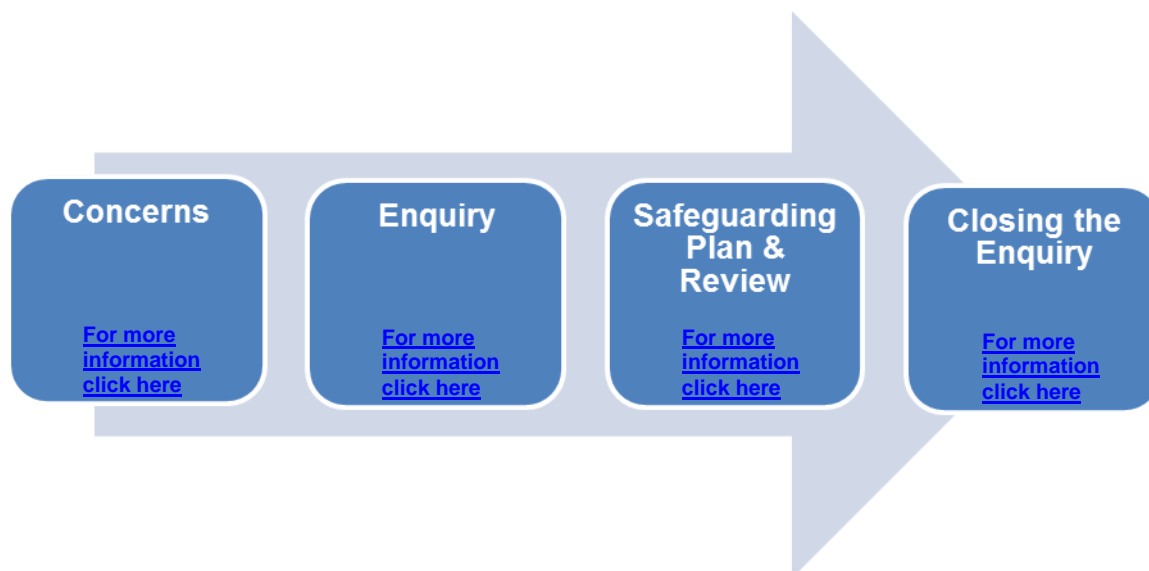 Concerns
For more
information
click here
Enquiry
For more
information
click here
Safeguarding
Plan &
Review
For more
information
click here
Closing the
Enquiry
For more
information
click here